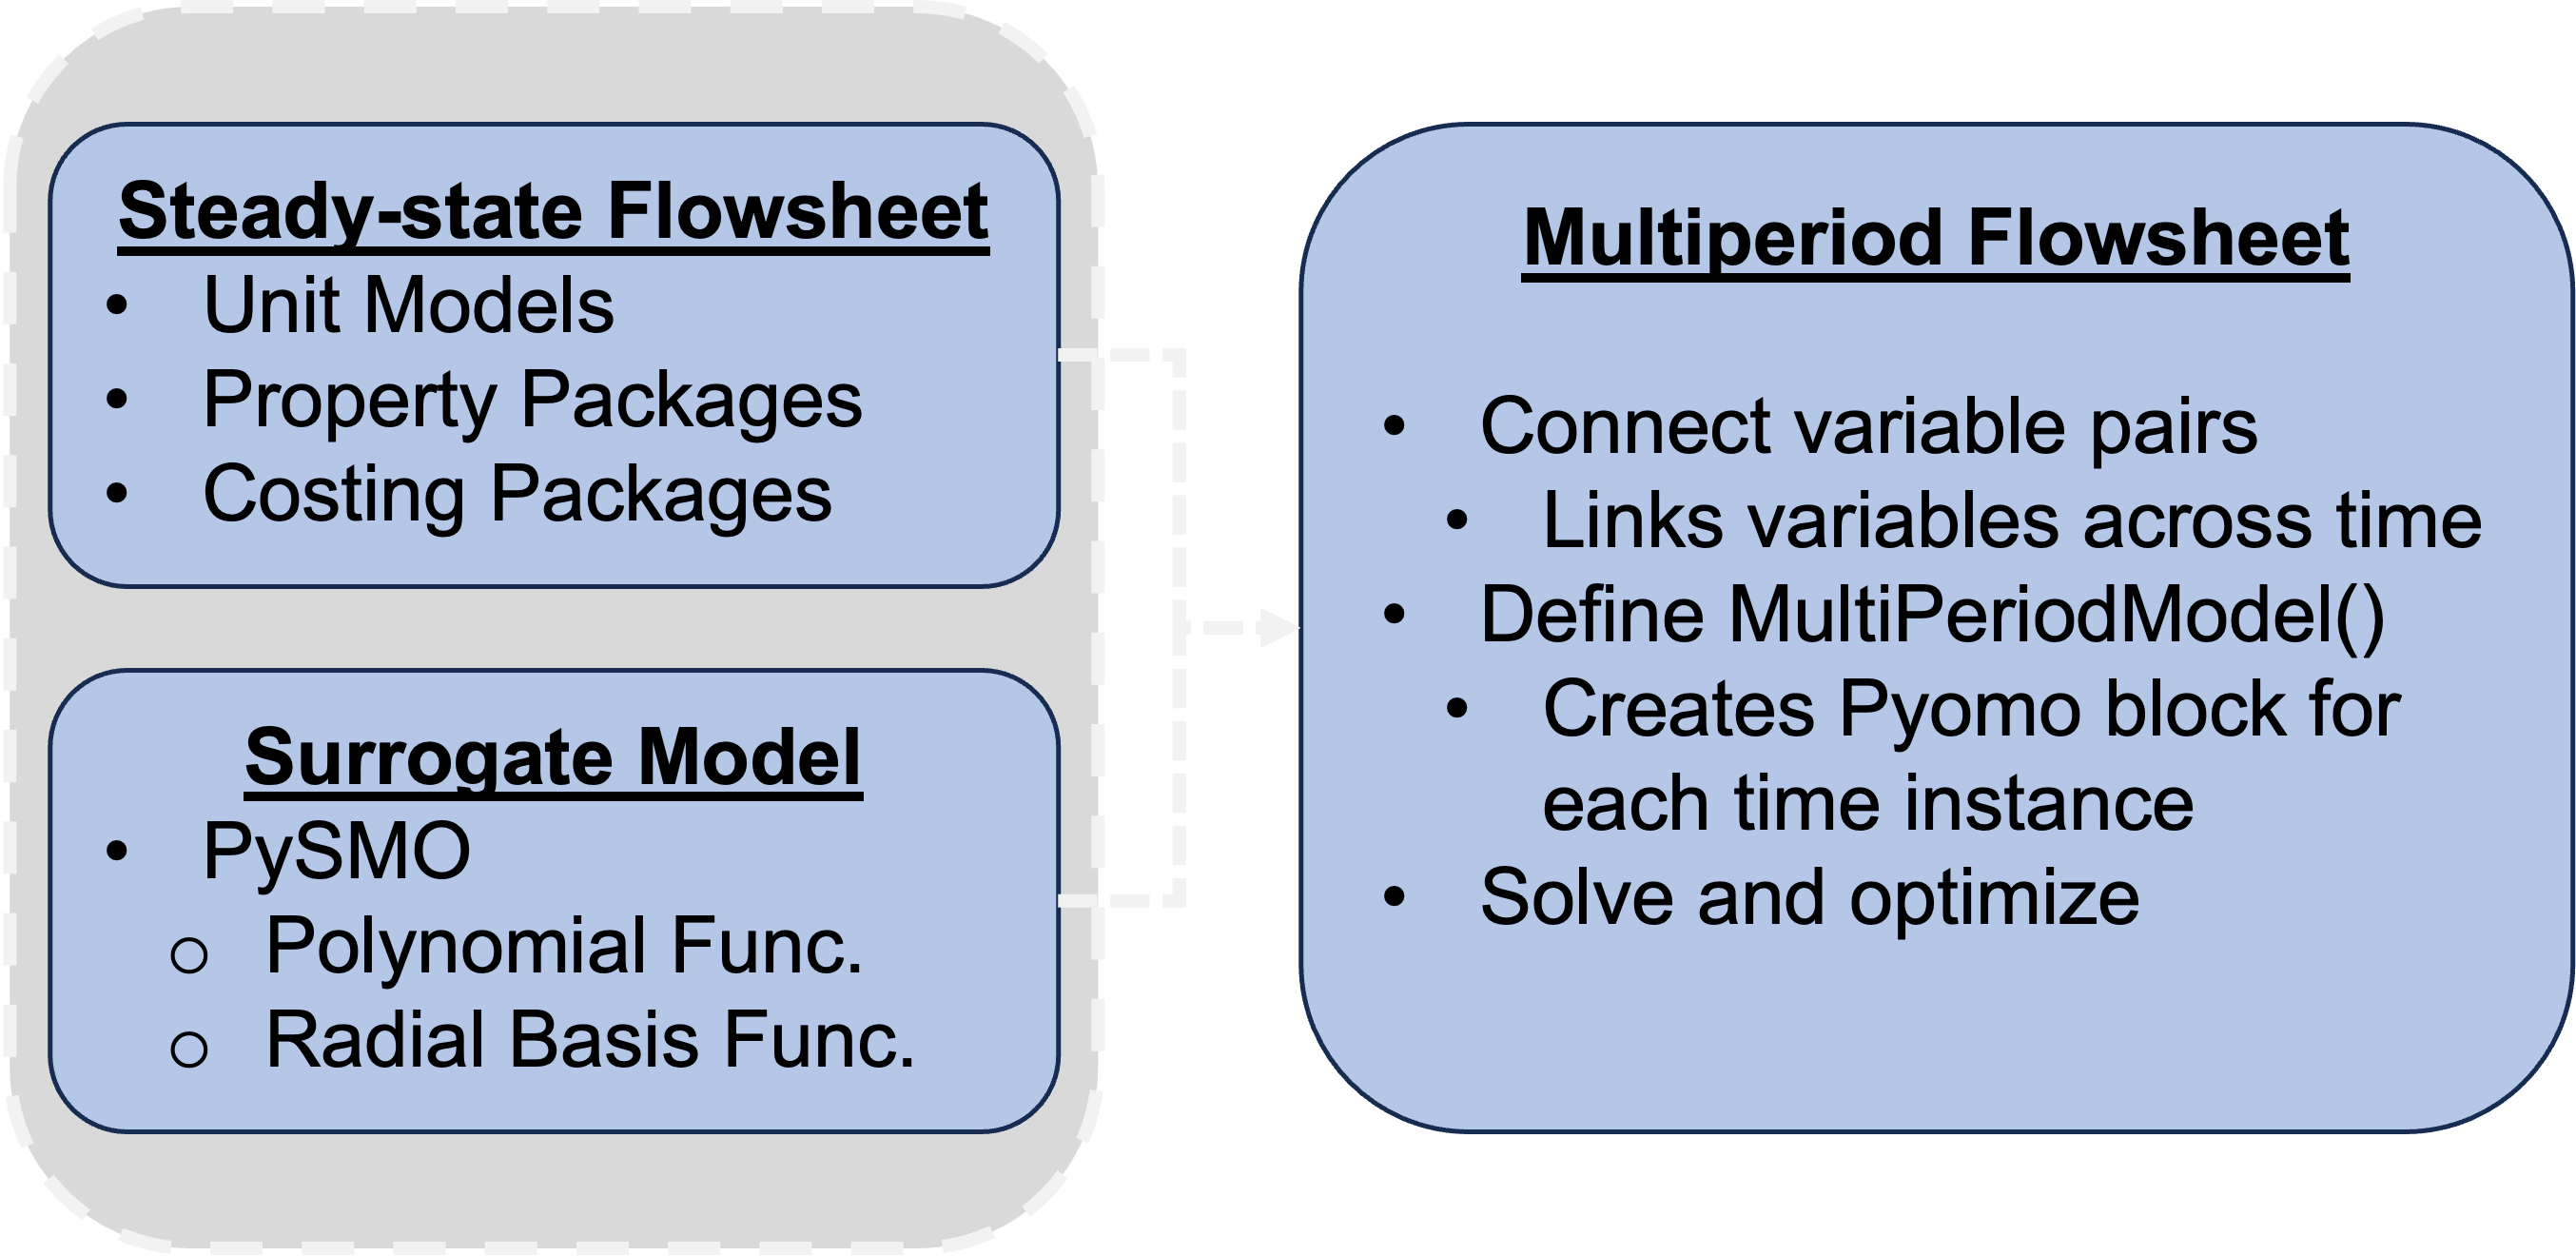 Steady-state Flowsheet
• Unit Models
• Property Packages
• Costing Packages
Surrogate Model
• PySMO
o Polynomial Func.
o Radial Basis Func.
Multiperiod Flowsheet
• Connect variable pairs
• Links variables across time
• Define MultiPeriodModel()
• Creates Pyomo block for
each time instance
• Solve and optimize